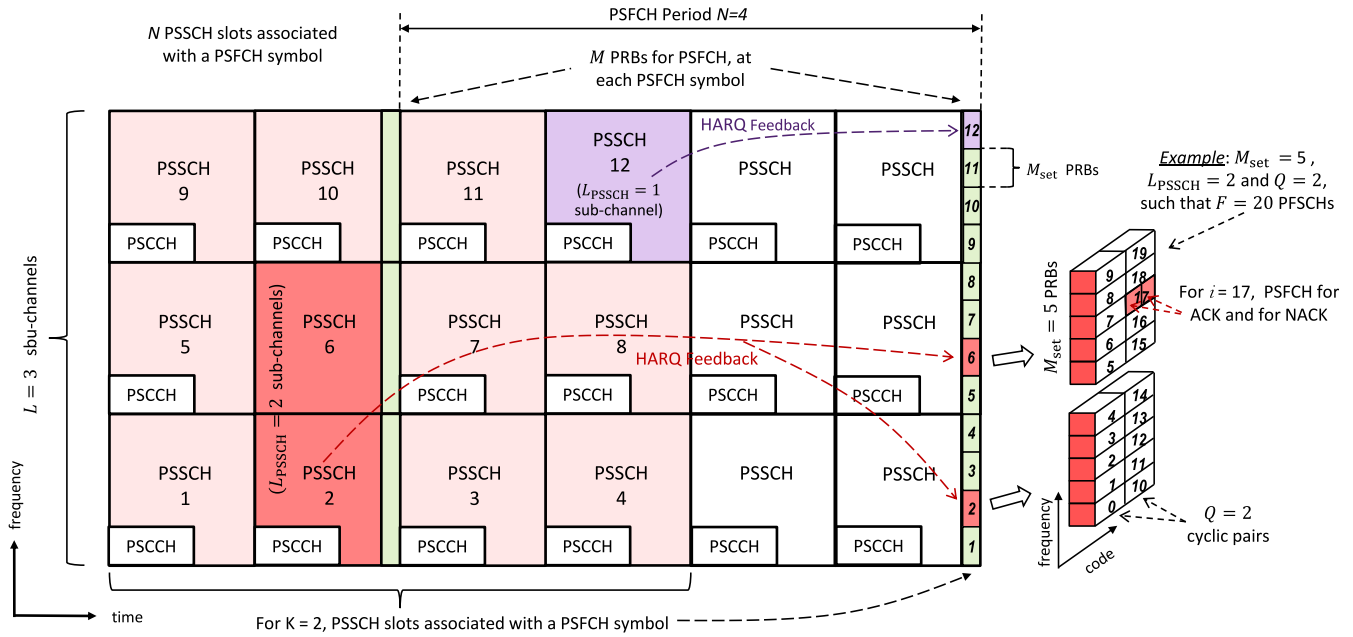 PSFCH Period N=4
N PSSCH slots associated
with a PSFCH symbol
M PRBs for PSFCH, at
each PSFCH symbol
PSSCH
9
PSCCH
PSSCH
10
PSCCH
PSSCH
11
PSCCH
PSSCH
12
(L_PSSCH = 1
sub-channel)
PSCCH
HARQ Feedback
PSSCH
PSCCH
PSSCH
PSCCH
12
11
10
9
M_set PRBs
PSSCH
5
PSCCH
PSSCH
6
(L_PSSCH = 2 sub-channels)
PSSCH
7
PSCCH
PSSCH
8
PSCCH
HARQ Feedback
PSSCH
PSCCH
PSSCH
PSCCH
8
7
6
5
PSSCH
1
PSCCH
PSSCH
2
PSCCH
PSSCH
3
PSCCH
PSSCH
4
PSCCH
PSSCH
PSCCH
PSSCH
PSCCH
4
3
2
1
L = 3 sbu-channels
frequency
time
For K = 2, PSSCH slots associated with a PSFCH symbol
Example: M_set = 5 ,
L_PSSCH = 2 and Q = 2,
such that F = 20 PFSCHs
M_set = 5 PRBs
9
8
7
6
5
19
18
17
16
15
For i = 17, PSFCH for
ACK and for NACK
4
3
2
1
0
14
13
12
11
10
Q = 2
cyclic pairs
frequency
code